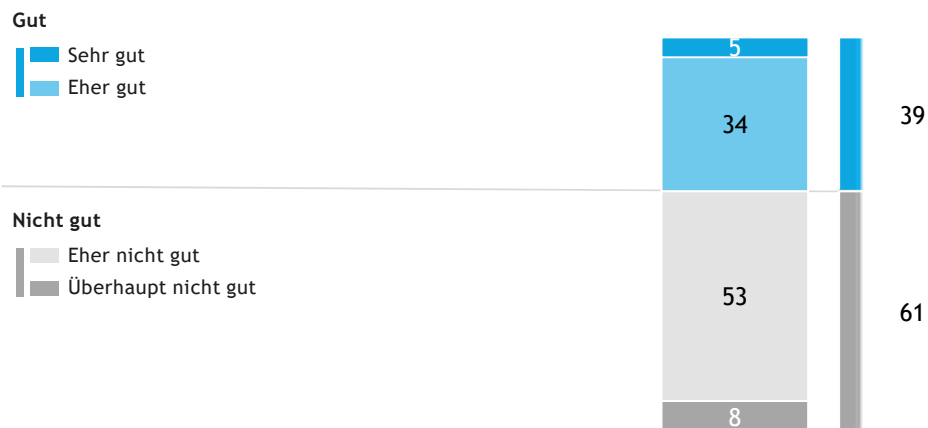 Gut
Sehr gut
Eher gut
5
34
39
Nicht gut
Eher nicht gut
Überhaupt nicht gut
53
61
8